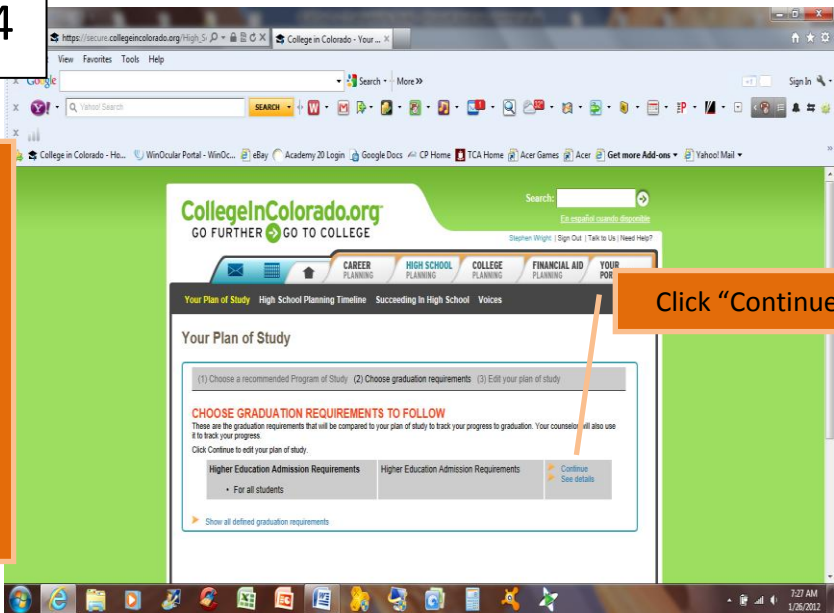 4
https://secure.collegeincolorado.org/High_S
College in Colorado - Your ...
View Favorites Tools Help
Google
Search
More »
Sign In
Yahoo! Search
SEARCH
College in Colorado - Ho...
WinOcular Portal - WinOc...
eBay
Academy 20 Login
Google Docs
CP Home
TCA Home
Acer Games
Acer
Get more Add-ons
Yahoo! Mail
CollegeInColorado.org
GO FURTHER GO TO COLLEGE
Search:
En español cuando disponible
Stephen Wright | Sign Out | Talk to Us | Need Help?
CAREER PLANNING
HIGH SCHOOL PLANNING
COLLEGE PLANNING
FINANCIAL AID PLANNING
YOUR POR
Your Plan of Study High School Planning Timeline Succeeding In High School Voices
Click “Continue
Your Plan of Study
(1) Choose a recommended Program of Study (2) Choose graduation requirements (3) Edit your plan of study
CHOOSE GRADUATION REQUIREMENTS TO FOLLOW
These are the graduation requirements that will be compared to your plan of study to track your progress to graduation. Your counselor will also use
it to track your progress.
Click Continue to edit your plan of study.
Higher Education Admission Requirements
• For all students
Higher Education Admission Requirements
Continue
See details
Show all defined graduation requirements
7:27 AM
1/26/2012